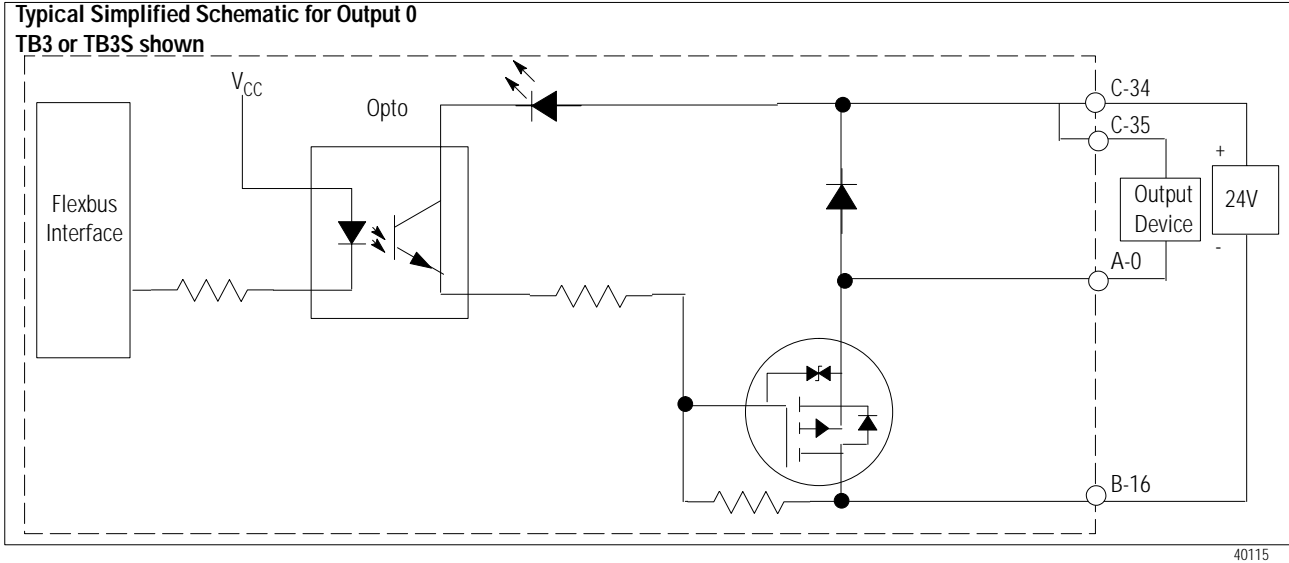 Typical Simplified Schematic for Output 0
TB3 or TB3S shown
VCC
Opto
C-34
C-35
+
Flexbus
Interface
Output
Device
24V
-
A-0
B-16
40115